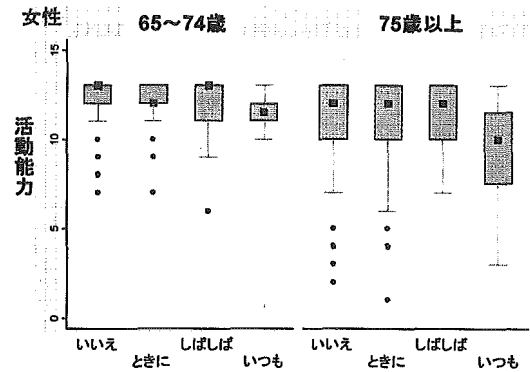 女性
65～74歳
75歳以上
活動能力
15
10
5
0
いいえ
ときに
しばしば
いつも
いいえ
ときに
しばしば
いつも